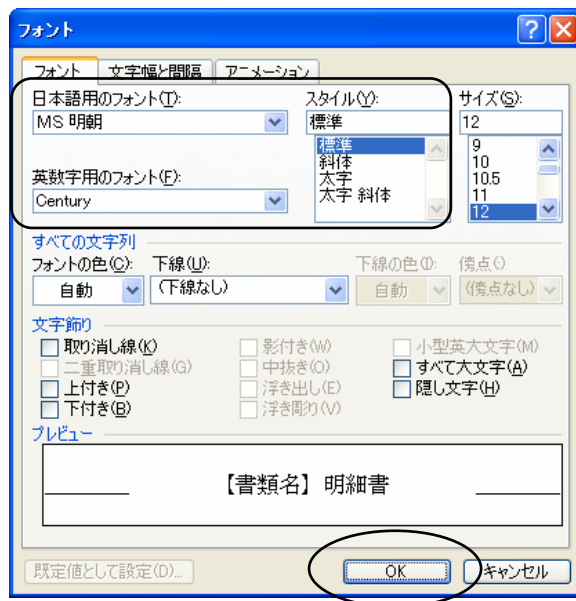 フォント
フォント 文字幅と間隔 アニメーション
日本語用のフォント(T): スタイル(Y): サイズ(S):
MS 明朝 標準 12
標準 9
斜体 10
太字 10.5
太字 斜体 11
12
英数字用のフォント(F):
Century
すべての文字列
フォントの色(C): 下線(U): 下線の色(I): 傍点(:)
自動 (下線なし) 自動 (傍点なし)
文字飾り
取り消し線(K) 影付き(W) 小型英大文字(M)
二重取り消し線(G) 中抜き(O) すべて大文字(A)
上付き(P) 浮き出し(E) 隠し文字(H)
下付き(B) 浮き彫り(V)
プレビュー
【書類名】 明細書
既定値として設定(D)... OK キャンセル